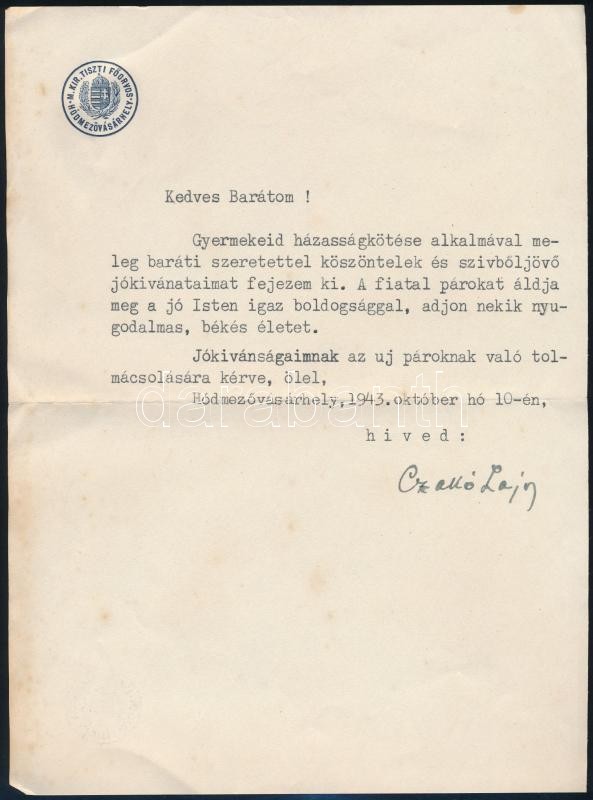 M. KIR. TISZTI FŐORVOS
HÓDMEZŐVÁSÁRHELY
Kedves Barátom !
Gyermekeid házasságkötése alkalmával me-
leg baráti szeretettel köszöntelek és szivbőljövő
jókivánataimat fejezem ki. A fiatal párokat áldja
meg a jó Isten igaz boldogsággal, adjon nekik nyu-
godalmas, békés életet.
Jókivánságaimnak az uj pároknak való tol-
mácsolására kérve, ölel,
Hódmezővásárhely,1943.október hó 10-én,
h i v e d :
Czakó Lajos
darabanth